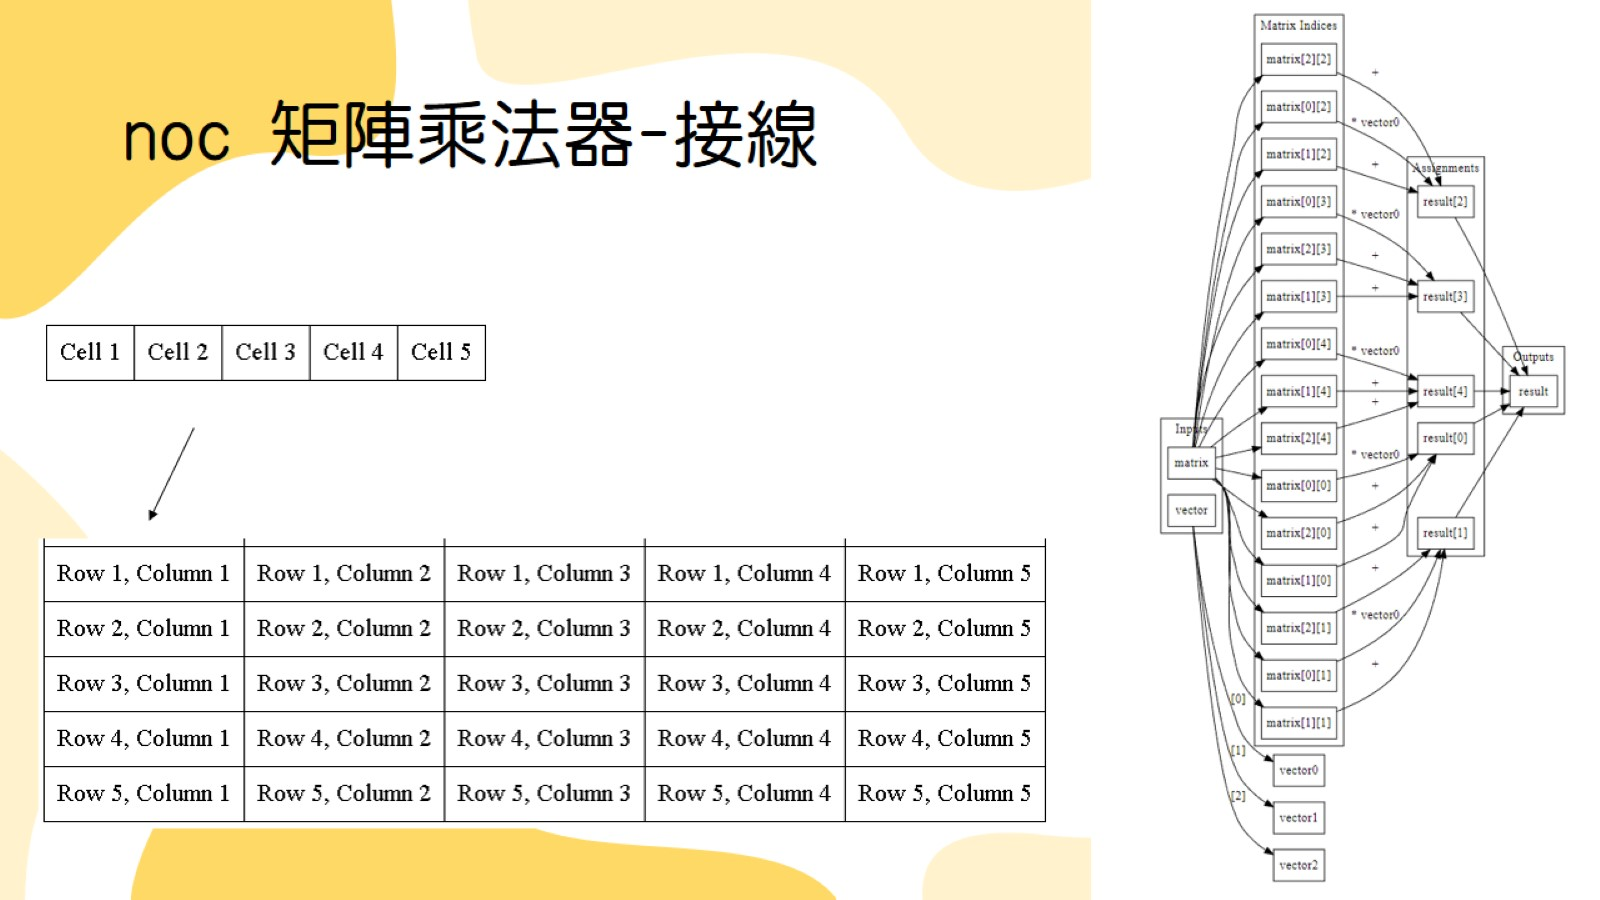 noc 矩陣乘法器-接線
Cell 1 Cell 2 Cell 3 Cell 4 Cell 5
Row 1, Column 1 Row 1, Column 2 Row 1, Column 3 Row 1, Column 4 Row 1, Column 5
Row 2, Column 1 Row 2, Column 2 Row 2, Column 3 Row 2, Column 4 Row 2, Column 5
Row 3, Column 1 Row 3, Column 2 Row 3, Column 3 Row 3, Column 4 Row 3, Column 5
Row 4, Column 1 Row 4, Column 2 Row 4, Column 3 Row 4, Column 4 Row 4, Column 5
Row 5, Column 1 Row 5, Column 2 Row 5, Column 3 Row 5, Column 4 Row 5, Column 5
Inputs
matrix
vector
Matrix Indices
matrix[2][2]
matrix[0][2]
matrix[1][2]
matrix[0][3]
matrix[2][3]
matrix[1][3]
matrix[0][4]
matrix[1][4]
matrix[2][4]
matrix[0][0]
matrix[2][0]
matrix[1][0]
matrix[2][1]
matrix[0][1]
matrix[1][1]
[0]
[1]
[2]
vector0
vector1
vector2
+
* vector0
+
* vector0
+
+
* vector0
+
+
* vector0
+
+
+
* vector0
+
Assignments
result[2]
result[3]
result[4]
result[0]
result[1]
Outputs
result